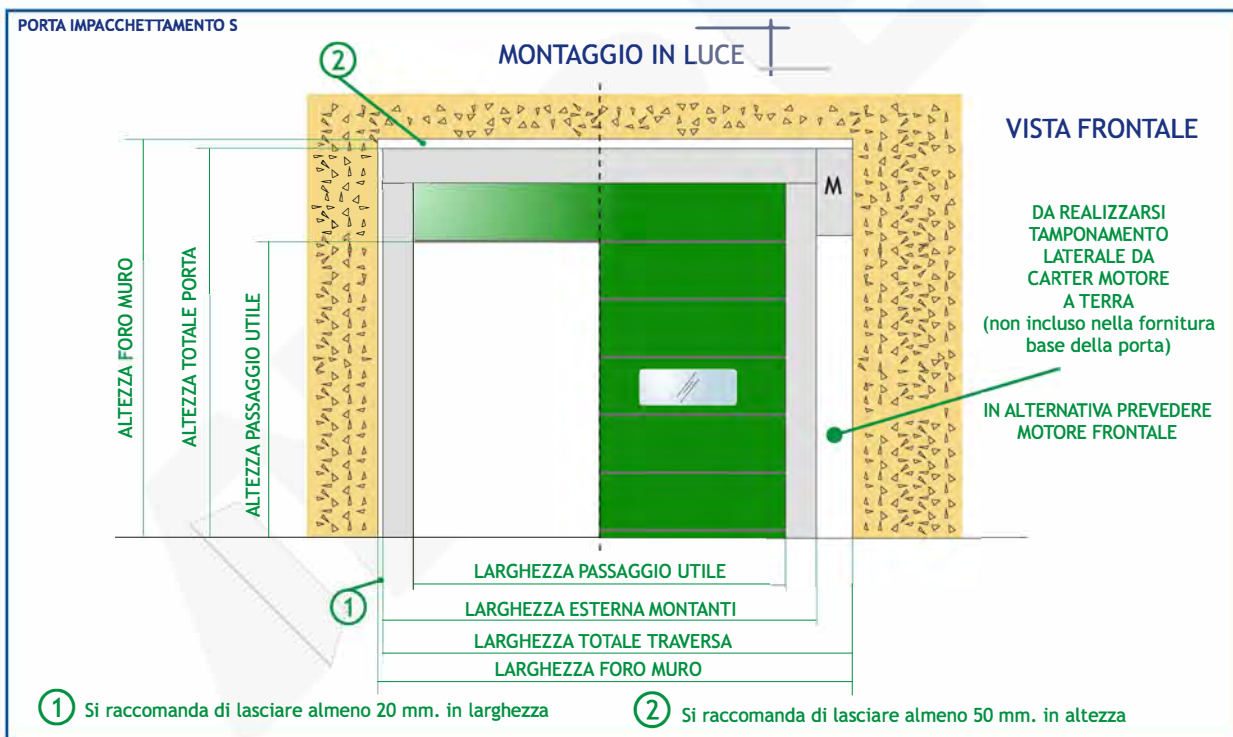 PORTA IMPACCHETTAMENTO S
MONTAGGIO IN LUCE
2
VISTA FRONTALE
M
DA REALIZZARSI
TAMPONAMENTO
LATERALE DA
CARTER MOTORE
A TERRA
(non incluso nella fornitura
base della porta)
IN ALTERNATIVA PREVEDERE
MOTORE FRONTALE
ALTEZZA FORO MURO
ALTEZZA TOTALE PORTA
ALTEZZA PASSAGGIO UTILE
LARGHEZZA PASSAGGIO UTILE
1
LARGHEZZA ESTERNA MONTANTI
LARGHEZZA TOTALE TRAVERSA
LARGHEZZA FORO MURO
1 Si raccomanda di lasciare almeno 20 mm. in larghezza
2 Si raccomanda di lasciare almeno 50 mm. in altezza